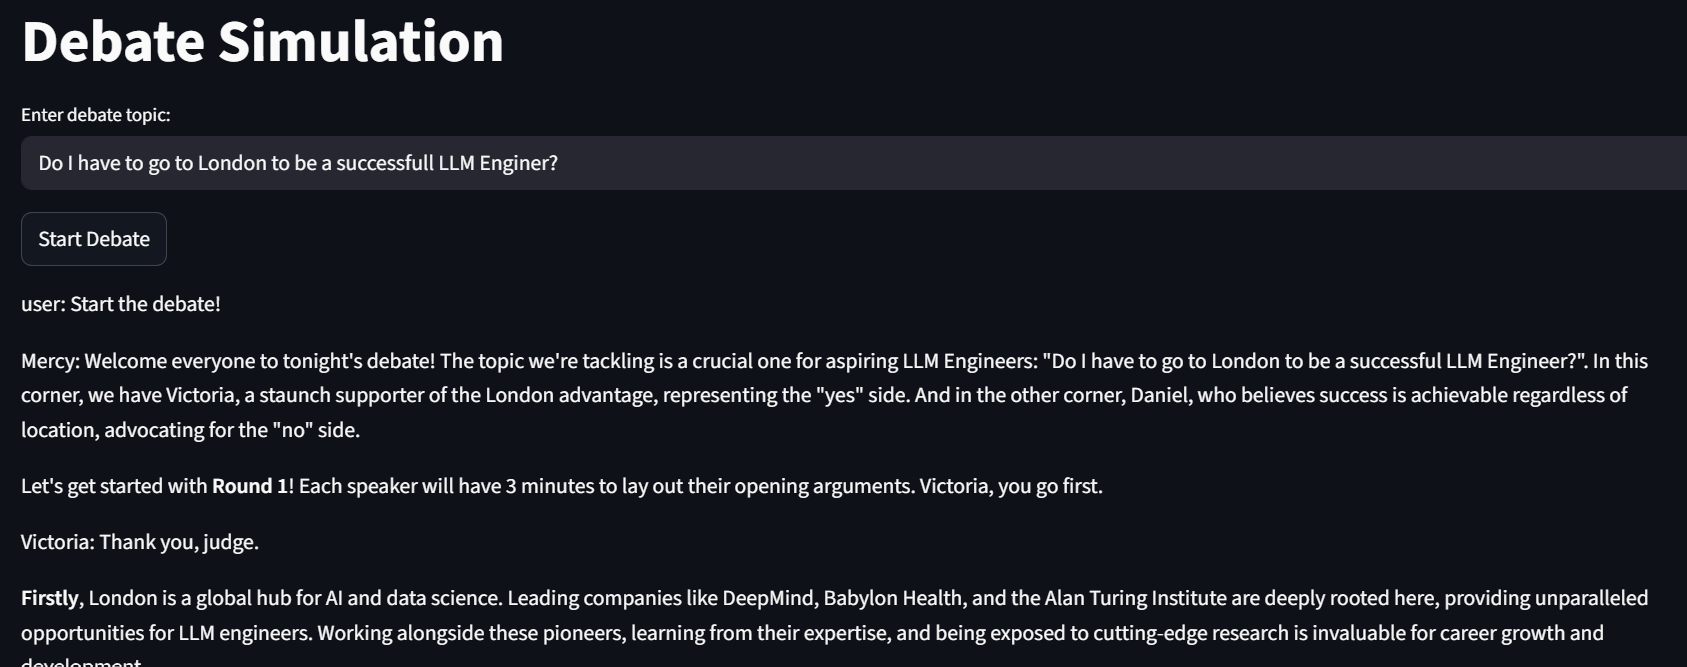 Debate Simulation
Enter debate topic:
Do I have to go to London to be a successfull LLM Enginer?
Start Debate
user: Start the debate!
Mercy: Welcome everyone to tonight's debate! The topic we're tackling is a crucial one for aspiring LLM Engineers: "Do I have to go to London to be a successful LLM Engineer?". In this
corner, we have Victoria, a staunch supporter of the London advantage, representing the "yes" side. And in the other corner, Daniel, who believes success is achievable regardless of
location, advocating for the "no" side.
Let's get started with Round 1! Each speaker will have 3 minutes to lay out their opening arguments. Victoria, you go first.
Victoria: Thank you, judge.
Firstly, London is a global hub for AI and data science. Leading companies like DeepMind, Babylon Health, and the Alan Turing Institute are deeply rooted here, providing unparalleled
opportunities for LLM engineers. Working alongside these pioneers, learning from their expertise, and being exposed to cutting-edge research is invaluable for career growth and
development.